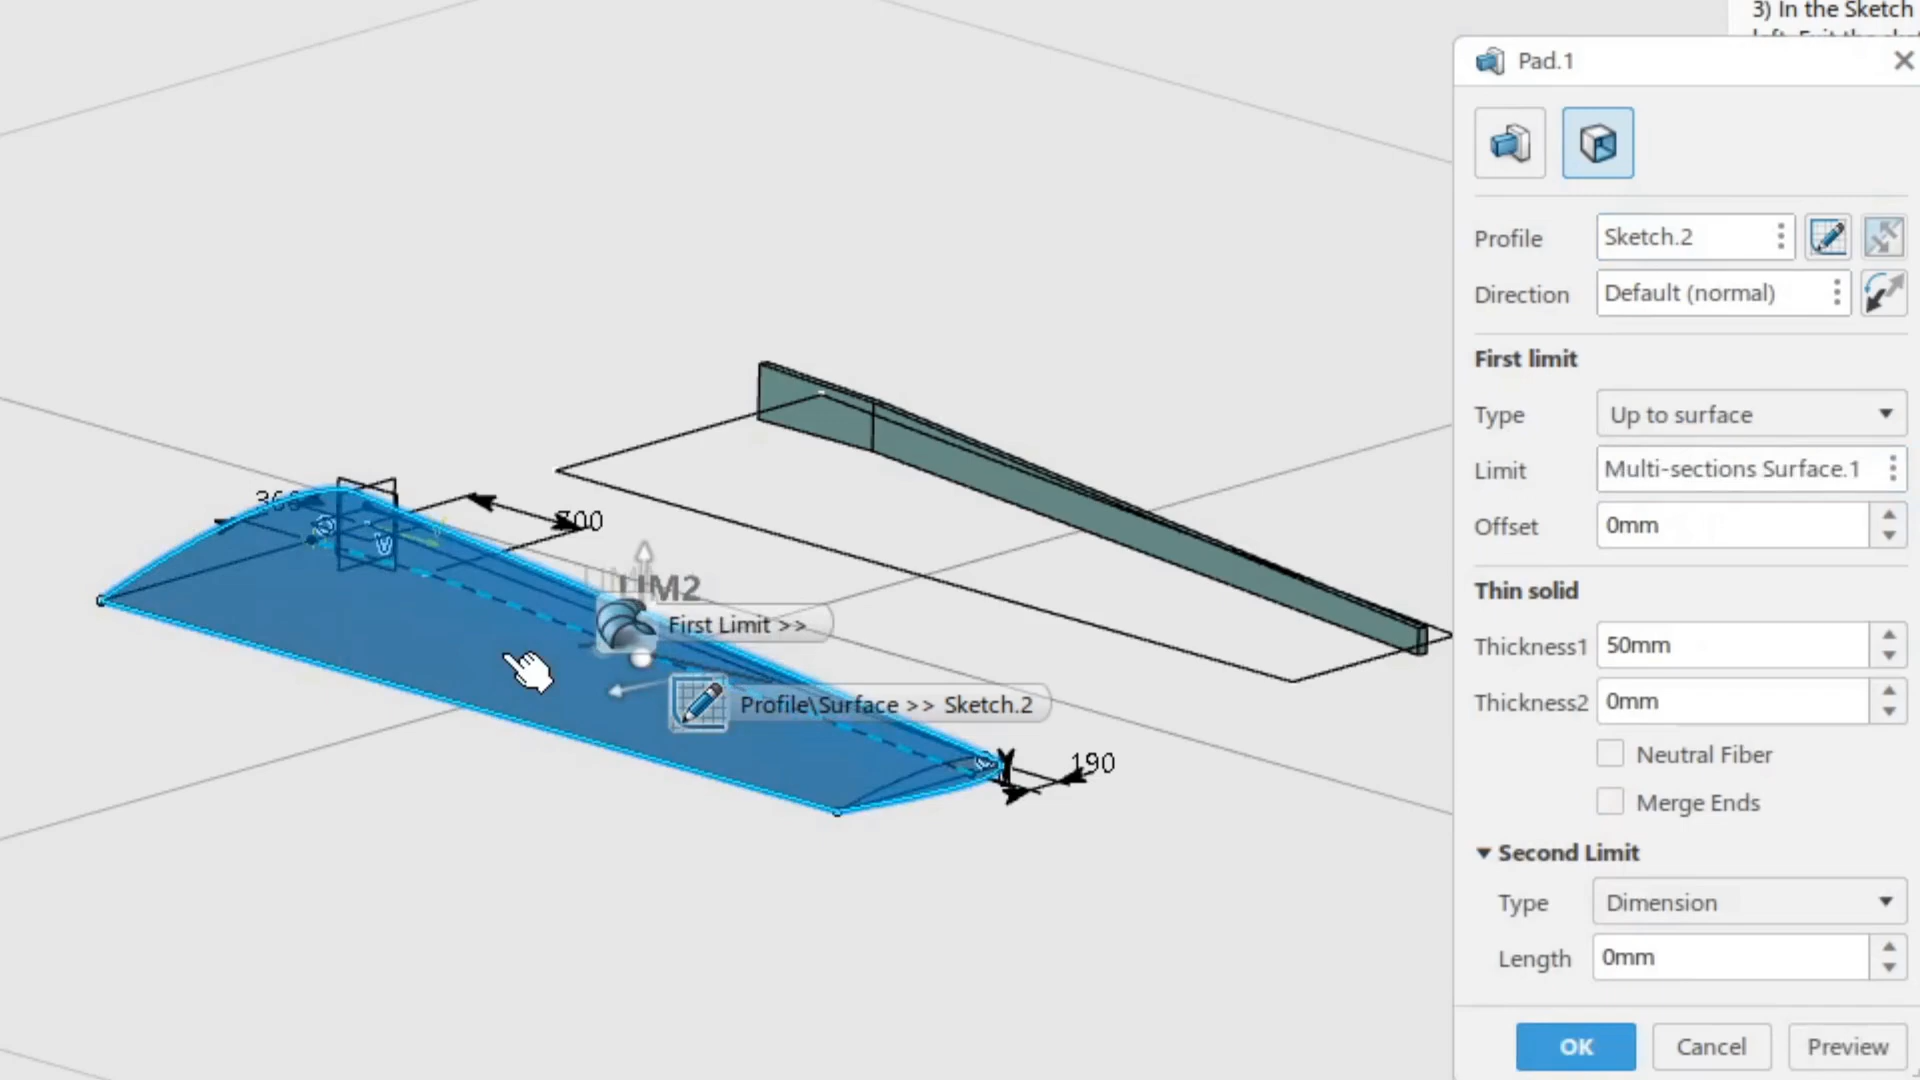 3) In the Sketch
Pad.1
Profile
Sketch.2
Direction
Default (normal)
First limit
Type
Up to surface
Limit
Multi-sections Surface.1
Offset
0mm
Thin solid
Thickness1
50mm
Thickness2
0mm
Neutral Fiber
Merge Ends
Second Limit
Type
Dimension
Length
0mm
OK
Cancel
Preview
360
700
LIM2
First Limit >>
Profile\Surface >> Sketch.2
190